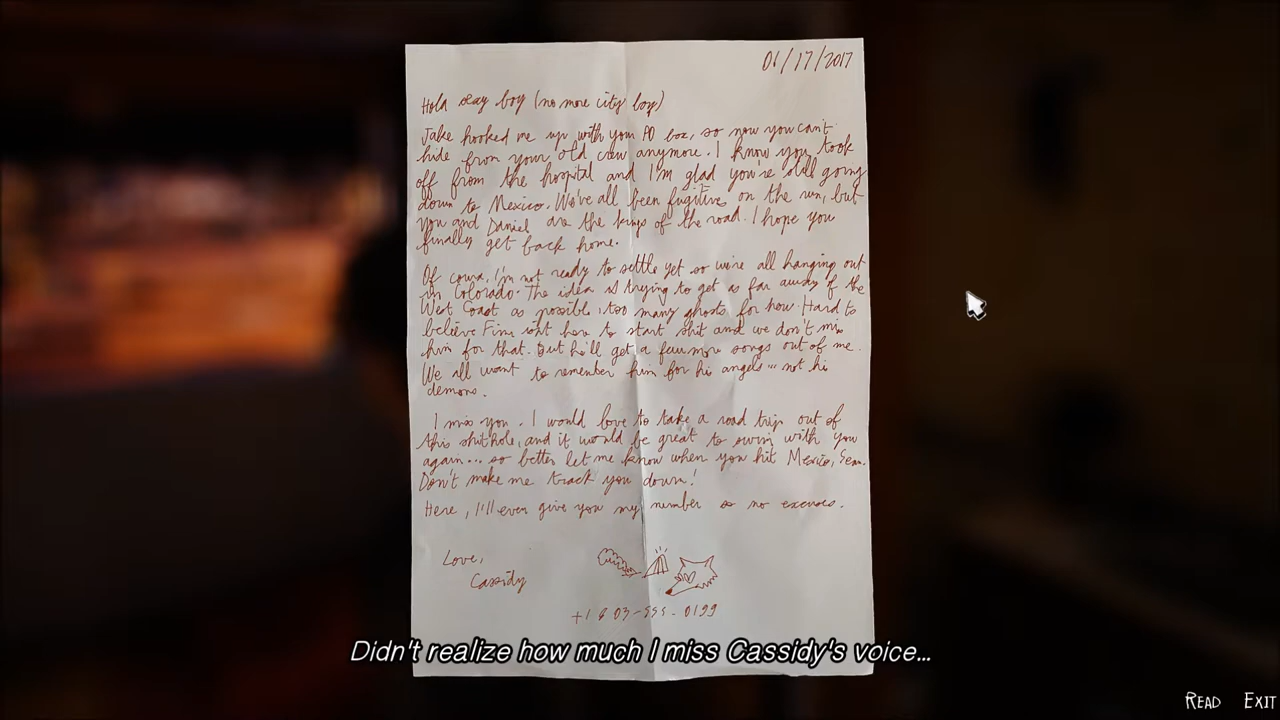 01/17/2017
Hola sexy boy (no more city boy)
Jake hooked me up with your PO box, so now you can't
hide from your old crew anymore. I know you took
off from the hospital and I'm glad you're still going
down to Mexico. We've all been fugitives on the run, but
you and Daniel are the kings of the road. I hope you
finally get back home.
Of course, I'm not ready to settle yet so we're all hanging out
in Colorado. The idea is trying to get as far away of the
West Coast as possible, too many ghosts for now. Hard to
believe Finn isn't here to start shit and we don't miss
him for that. But he'll get a few more songs out of me.
We all want to remember him for his angels... not his
demons.
I miss you. I would love to take a road trip out of
this shithole, and it would be great to swim with you
again... so better let me know when you hit Mexico, Sean.
Don't make me track you down!
Here, I'll even give you my number so no excuses.
Love,
Cassidy
+1 803-555-0199
Didn't realize how much I miss Cassidy's voice...
READ EXIT